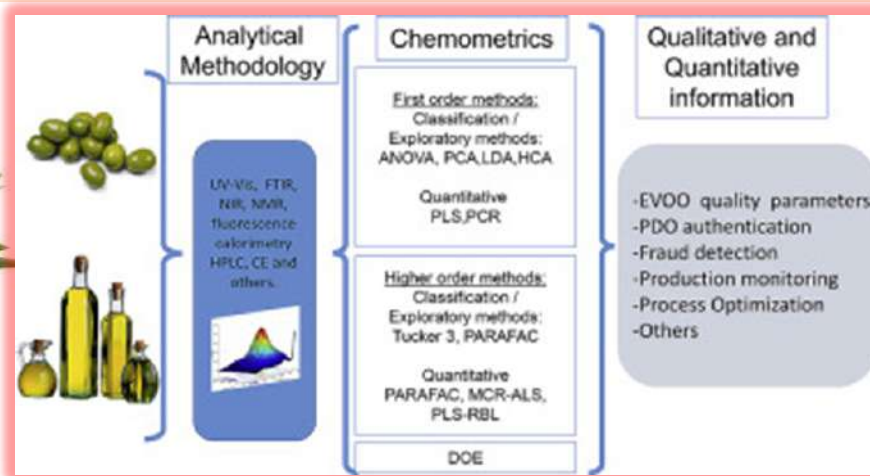 Analytical
Methodology
UV-Vis, FTIR,
NIR, NMR,
fluorescence
calorimetry
HPLC, CE and
others.
Chemometrics
First order methods:
Classification /
Exploratory methods:
ANOVA, PCA,LDA,HCA
Quantitative
PLS,PCR
Higher order methods:
Classification /
Exploratory methods:
Tucker 3, PARAFAC
Quantitative
PARAFAC, MCR-ALS,
PLS-RBL
DOE
Qualitative and
Quantitative
information
-EVOO quality parameters
-PDO authentication
-Fraud detection
-Production monitoring
-Process Optimization
-Others